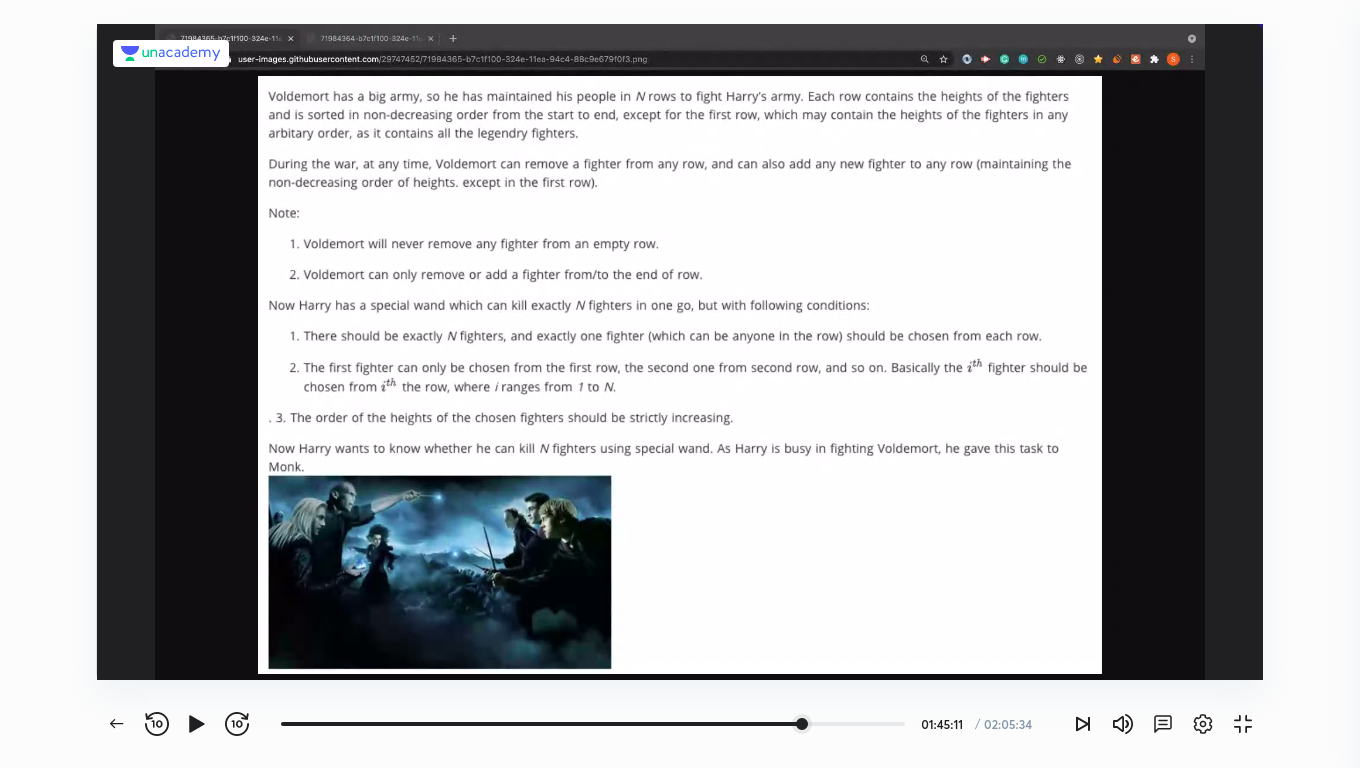 71984365-b7c1f100-324e-11
71984364-b7c1f100-324e-11
unacademy
user-images.githubusercontent.com/29747452/71984365-b7c1f100-324e-11ea-94c4-88c9e679f0f3.png
Voldemort has a big army, so he has maintained his people in N rows to fight Harry's army. Each row contains the heights of the fighters
and is sorted in non-decreasing order from the start to end, except for the first row, which may contain the heights of the fighters in any
arbitary order, as it contains all the legendry fighters.
During the war, at any time, Voldemort can remove a fighter from any row, and can also add any new fighter to any row (maintaining the
non-decreasing order of heights. except in the first row).
Note:
1. Voldemort will never remove any fighter from an empty row.
2. Voldemort can only remove or add a fighter from/to the end of row.
Now Harry has a special wand which can kill exactly N fighters in one go, but with following conditions:
1. There should be exactly N fighters, and exactly one fighter (which can be anyone in the row) should be chosen from each row.
2. The first fighter can only be chosen from the first row, the second one from second row, and so on. Basically the i^th fighter should be
chosen from i^th the row, where i ranges from 1 to N.
. 3. The order of the heights of the chosen fighters should be strictly increasing.
Now Harry wants to know whether he can kill N fighters using special wand. As Harry is busy in fighting Voldemort, he gave this task to
Monk.
10
10
01:45:11 / 02:05:34